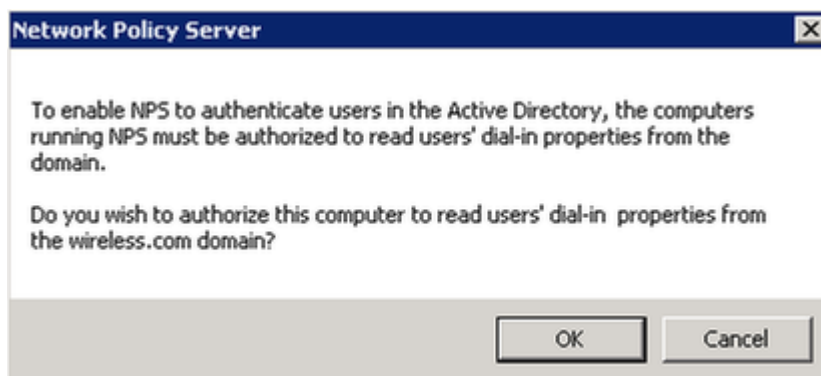 Network Policy Server
To enable NPS to authenticate users in the Active Directory, the computers
running NPS must be authorized to read users' dial-in properties from the
domain.
Do you wish to authorize this computer to read users' dial-in  properties from
the wireless.com domain?
OK Cancel